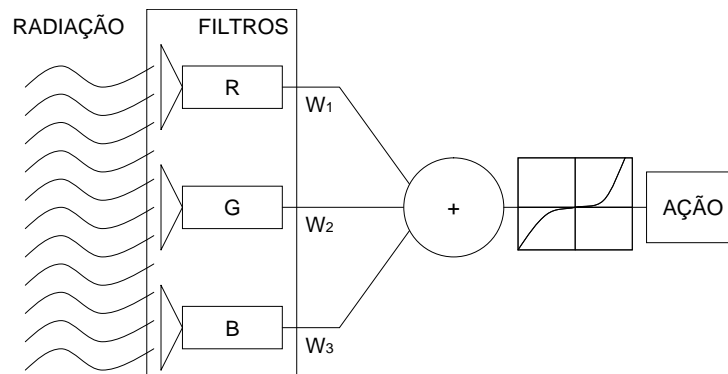 RADIAÇÃO
FILTROS
R
W1
G
W2
B
W3
+
AÇÃO